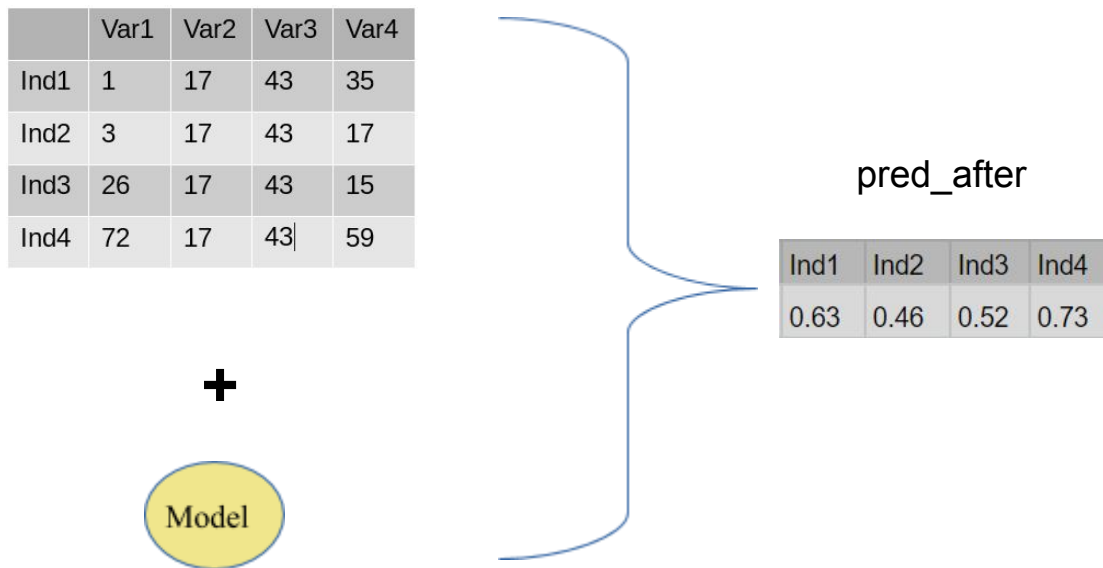 Var1 Var2 Var3 Var4
Ind1 1 17 43 35
Ind2 3 17 43 17
Ind3 26 17 43 15
Ind4 72 17 43 59
+
Model
pred_after
Ind1 Ind2 Ind3 Ind4
0.63 0.46 0.52 0.73